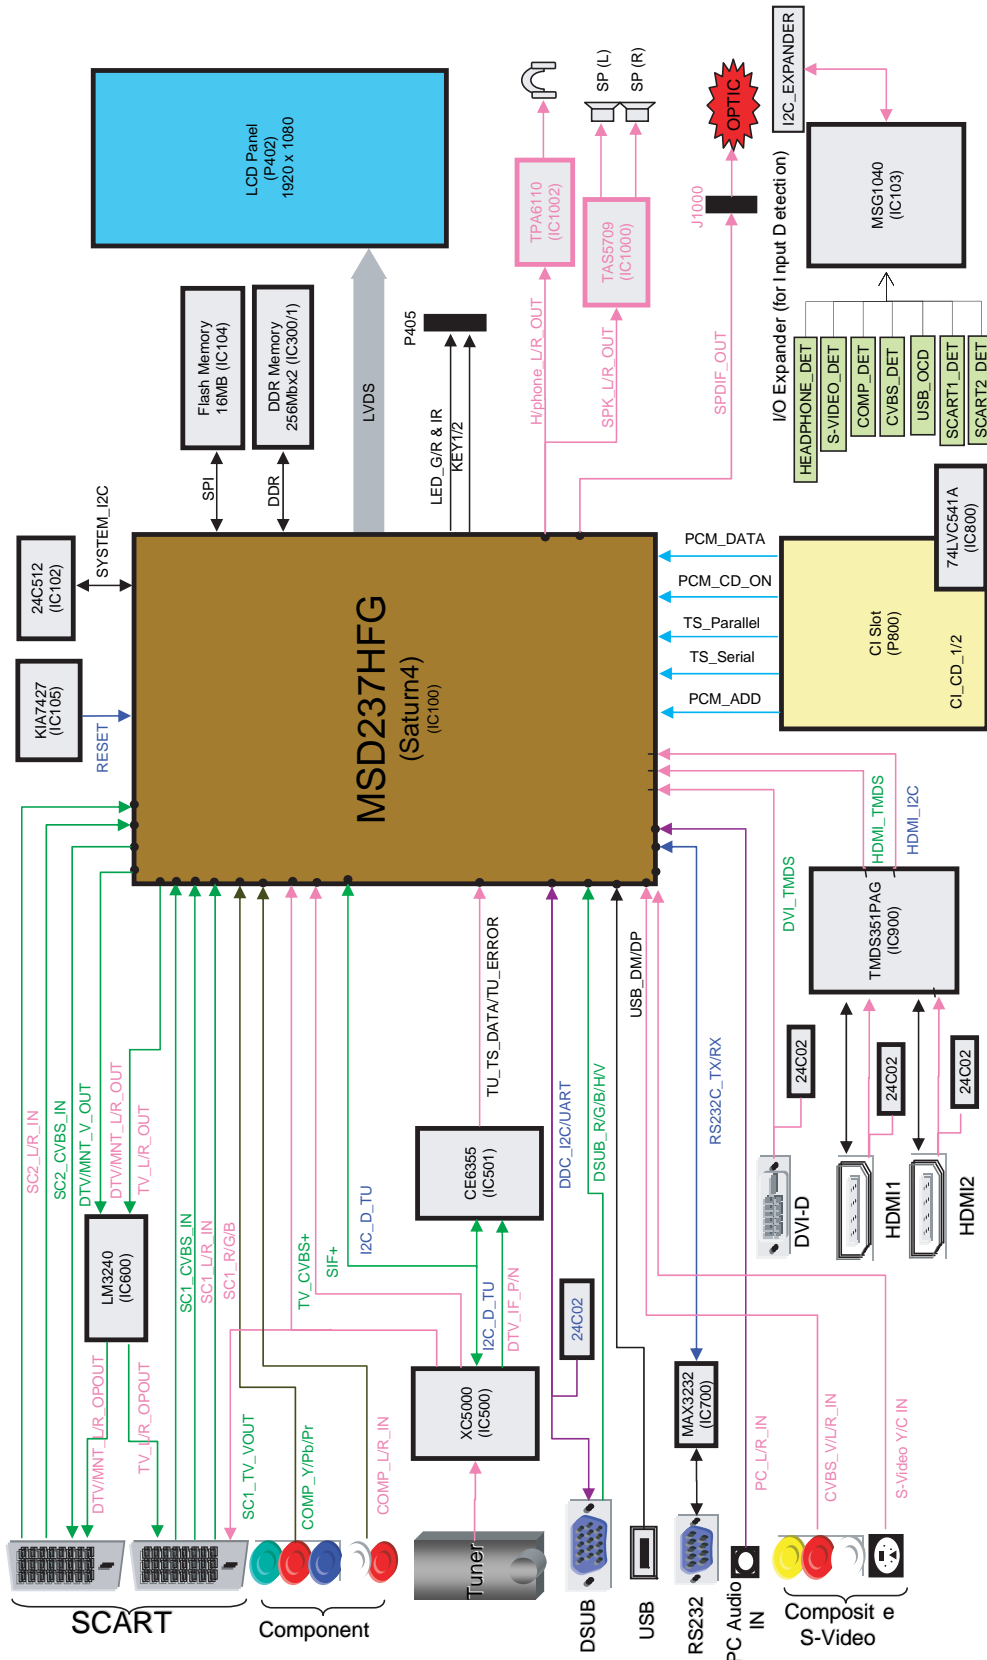 LCD Panel
(P402)
1920 x 1080
Flash Memory
16MB (IC104)
DDR Memory
256Mbx2 (IC300/1)
LVDS
P405
SPI
DDR
LED_G/R & IR
KEY1/2
24C512
(IC102)
SYSTEM_I2C
KIA7427
(IC105)
RESET
MSD237HFG
(Saturn4)
(IC100)
TPA6110
(IC1002)
SP (L)
SP (R)
TAS5709
(IC1000)
H/phone_L/R_OUT
SPK_L/R_OUT
SPDIF_OUT
J1000
OPTIC
I2C_EXPANDER
MSG1040
(IC103)
I/O Expander (for Input Detection)
HEADPHONE_DET
S-VIDEO_DET
COMP_DET
CVBS_DET
USB_OCD
SCART1_DET
SCART2_DET
74LVC541A
(IC800)
CI Slot
(P800)
CI_CD_1/2
PCM_DATA
PCM_CD_ON
TS_Parallel
TS_Serial
PCM_ADD
SC2_L/R_IN
SC2_CVBS_IN
DTV/MNT_V_OUT
DTV/MNT_L/R_OUT
TV_L/R_OUT
LM3240
(IC600)
SC1_CVBS_IN
SC1_L/R_IN
SC1_R/G/B
DTV/MNT_L/R_OPOUT
TV_L/R_OPOUT
SC1_TV_VOUT
COMP_Y/Pb/Pr
COMP_L/R_IN
TV_CVBS+
SIF+
I2C_D_TU
TU_TS_DATA/TU_ERROR
CE6355
(IC501)
I2C_D_TU
DTV_IF_P/N
XC5000
(IC500)
DDC_I2C/UART
DSUB_R/G/B/H/V
24C02
USB_DM/DP
RS232C_TX/RX
MAX3232
(IC700)
PC_L/R_IN
CVBS_V/L/R_IN
S-Video Y/C IN
DVI_TMDS
HDMI_TMDS
HDMI_I2C
TMDS351PAG
(IC900)
24C02
24C02
24C02
DVI-D
HDMI1
HDMI2
SCART
Component
Tuner
DSUB
USB
RS232
PC Audio
IN
Composit e
S-Video